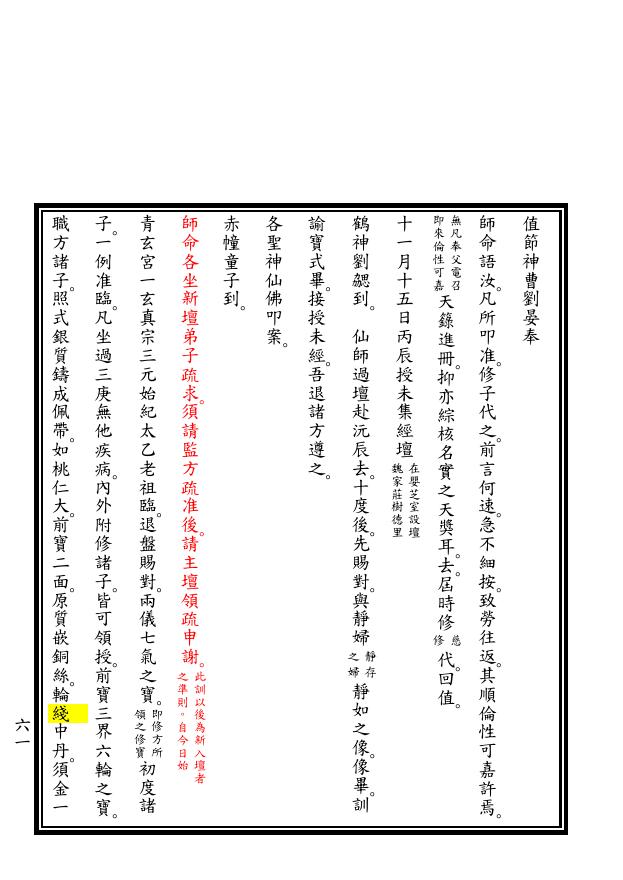 值節神曹劉晏奉
師命語汝。凡所叩准。修子代之。前言何速。急不細按。致勞往返。其順倫性可嘉許焉。
無凡奉父電召即來倫性可嘉天籙進冊。抑亦綜核名實之天獎耳。去。屆時修慈修代。回值。
十一月十五日丙辰授未集經壇在嬰芝室設壇魏家莊樹德里
鶴神劉勰到。　仙師過壇赴沅辰去。十度後。先賜對。與靜婦靜存之婦靜如之像。像畢。訓
諭寶式畢。接授未經。吾退諸方遵之。
各聖神仙佛叩案。
赤幢童子到。
師命各坐新壇弟子疏求。須請監方疏准後。請主壇領疏申謝。此訓以後為新入壇者之準則。自今日始
青玄宮一玄真宗三元始紀太乙老祖臨。退盤賜對。兩儀七氣之寶。即修方所領之修寶初度諸
子。一例准臨。凡坐過三庚無他疾病。內外附修諸子。皆可領授。前寶三界六輪之寶。
職方諸子。照式銀質鑄成佩帶。如桃仁大。前寶二面。原質嵌銅絲。輪綫中丹。須金一
六一